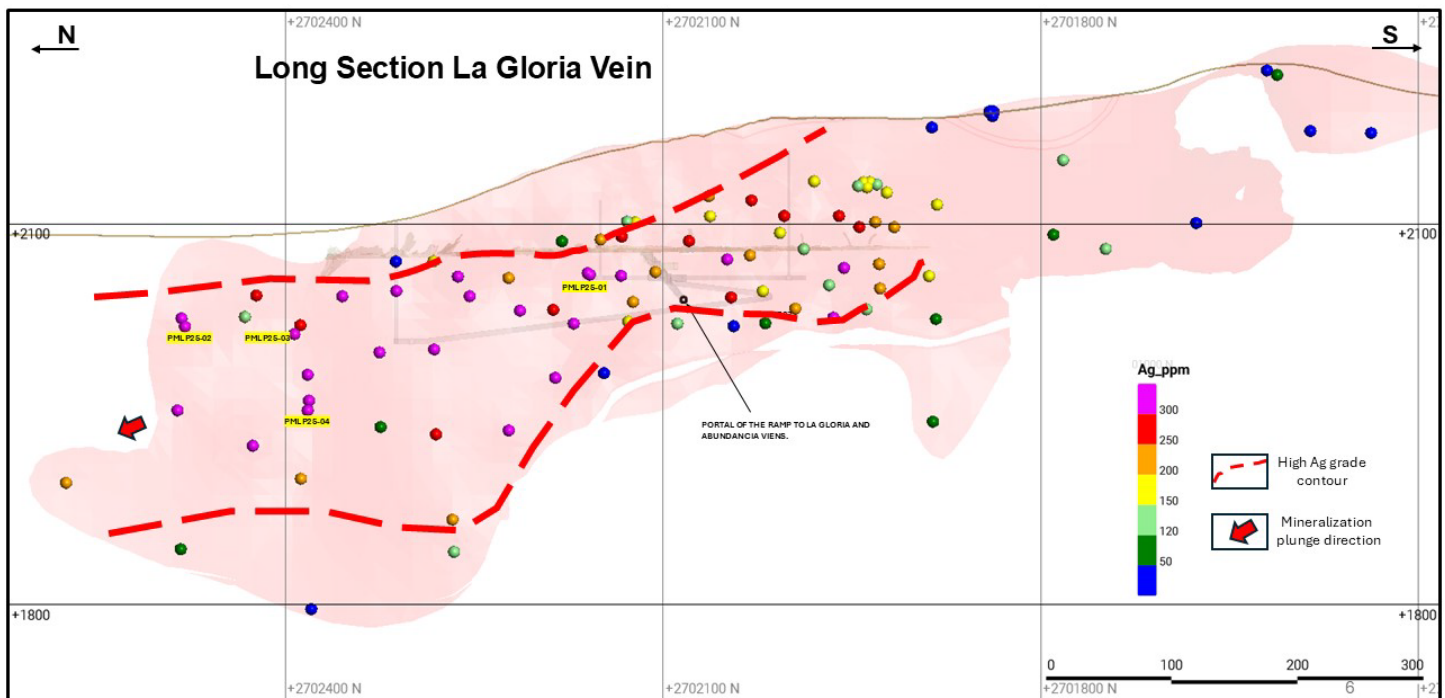 +2702400 N
+2702100 N
+2701800 N
N
S
Long Section La Gloria Vein
+2100
+2100
PMLP25-01
PMLP25-02
PMLP25-03
PMLP25-04
PORTAL OF THE RAMP TO LA GLORIA AND
ABUNDANCIA VIENS.
Ag_ppm
300
250
200
150
120
50
High Ag grade
contour
Mineralization
plunge direction
+1800
+1800
0
100
200
300
6
+2702400 N
+2702100 N
+2701800 N